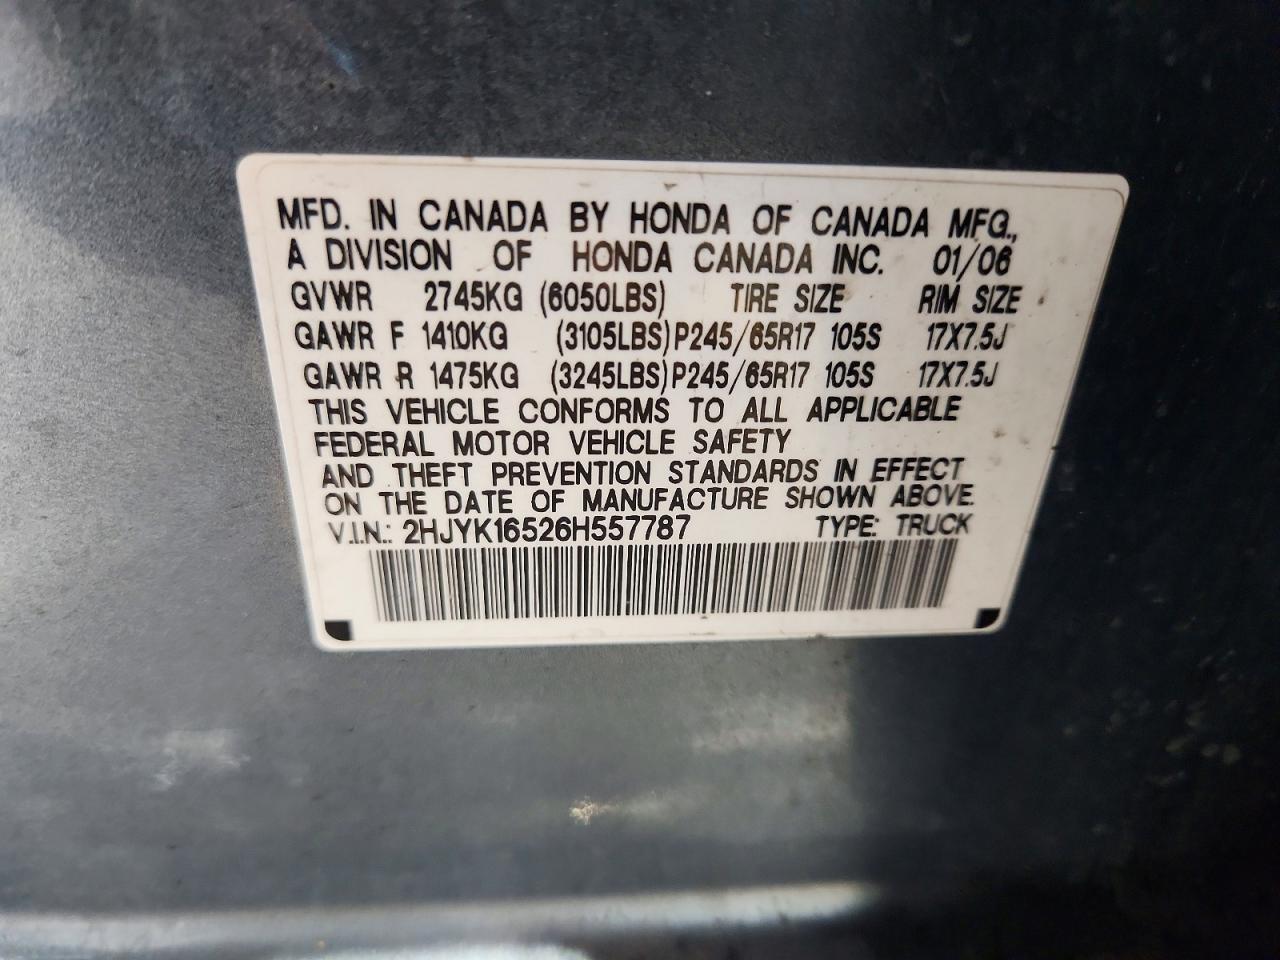 MFD. IN CANADA BY HONDA OF CANADA MFG.,
A DIVISION OF HONDA CANADA INC. 01/06
GVWR 2745KG (6050LBS) TIRE SIZE RIM SIZE
GAWR F 1410KG (3105LBS) P245/65R17 105S 17X7.5J
GAWR R 1475KG (3245LBS) P245/65R17 105S 17X7.5J
THIS VEHICLE CONFORMS TO ALL APPLICABLE
FEDERAL MOTOR VEHICLE SAFETY
AND THEFT PREVENTION STANDARDS IN EFFECT
ON THE DATE OF MANUFACTURE SHOWN ABOVE.
V.I.N.: 2HJYK16526H557787 TYPE: TRUCK